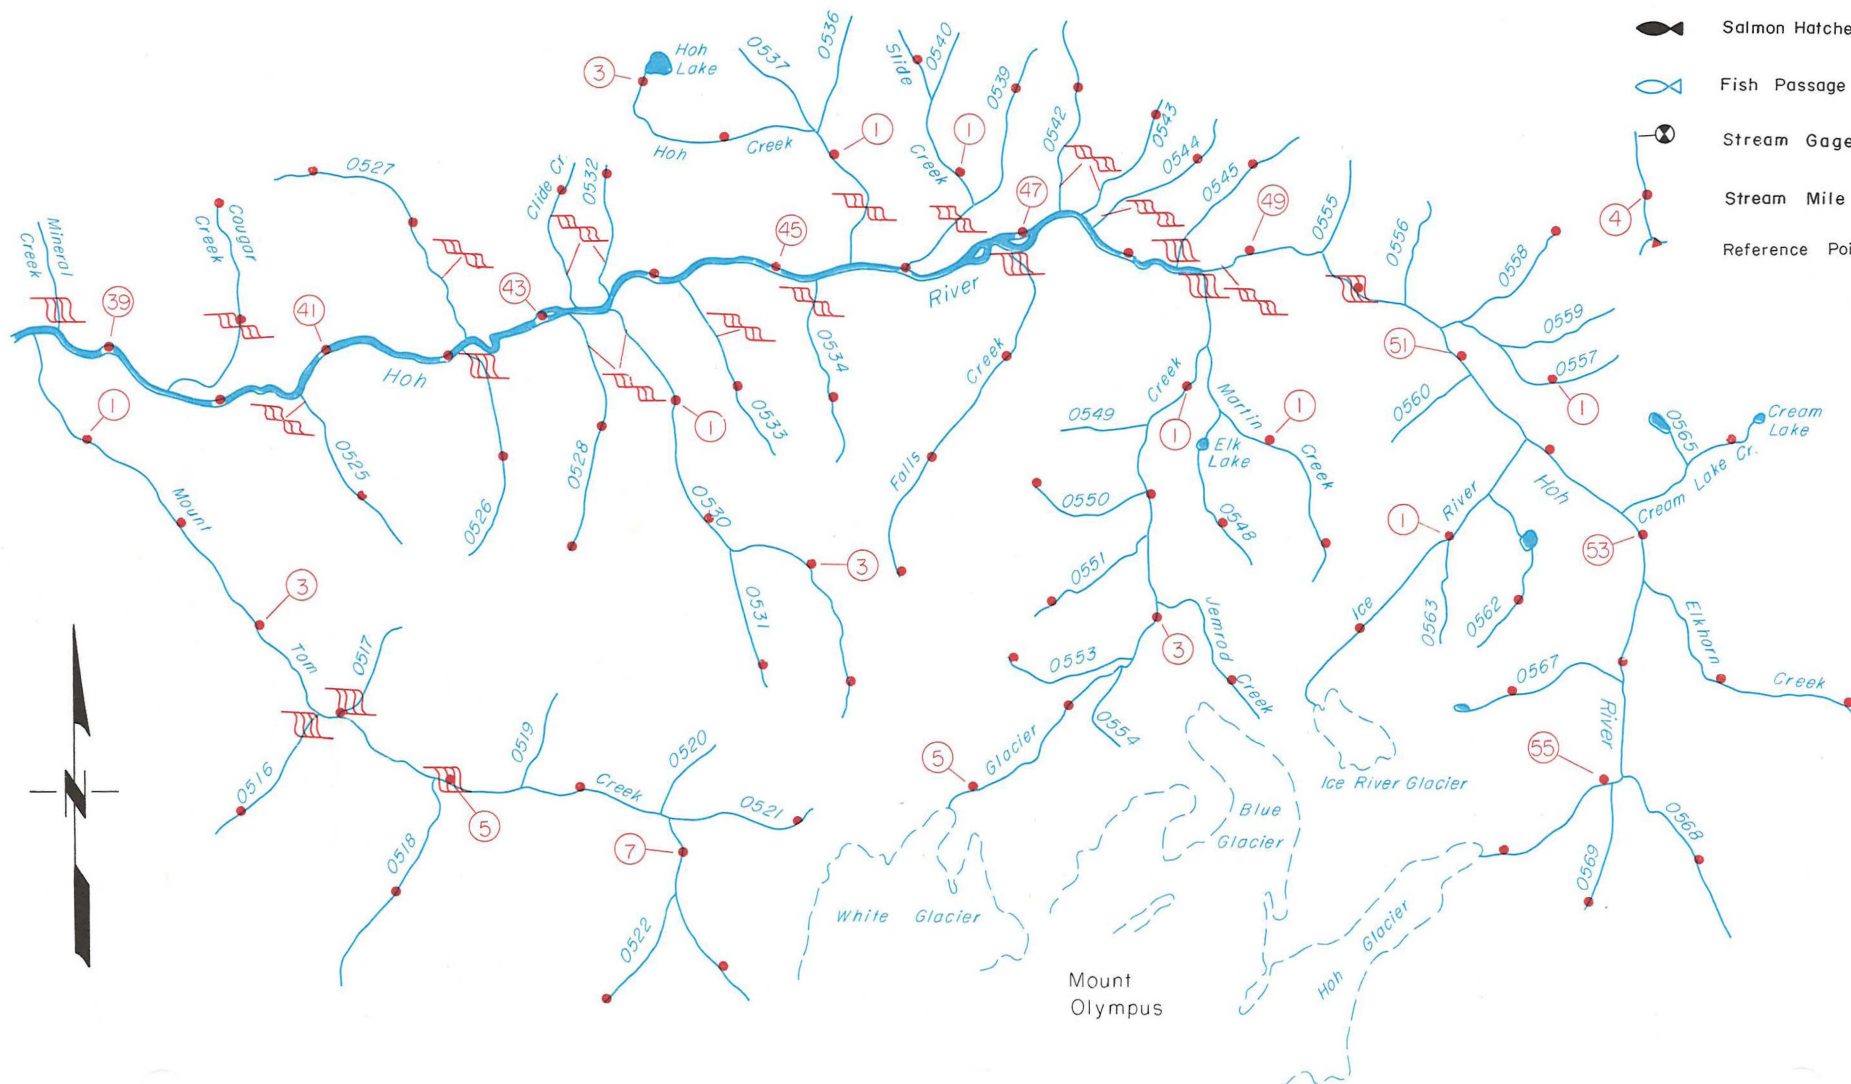 Salmon Hatche
Fish Passage
Stream Gage
Stream Mile
4
Reference Poi
Hoh
Lake
3
0537
0536
Hoh Creek
1
Slide
Creek
0540
0539
1
0542
0543
0544
0545
47
49
0555
0556
0558
0559
0557
1
0527
Clide Cr.
0532
45
43
Mineral
Creek
Cougar
Creek
39
41
Hoh
River
0534
0533
1
Falls Creek
Creek
0549
1
Martin
Creek
1
Elk
Lake
0548
0550
0551
51
0560
0565
Cream
Lake
Cream Lake Cr.
Hoh
River
53
1
Ice River
0563
0562
Elkhorn
Creek
0567
55
0568
0569
1
Mount
0525
0526
0528
0530
3
0531
3
Tom
0517
0516
0519
0518
5
Creek
0520
0521
7
0522
Jemrod
Creek
3
0553
0554
5
Glacier
Ice River Glacier
Blue
Glacier
White Glacier
Hoh Glacier
Mount
Olympus
N